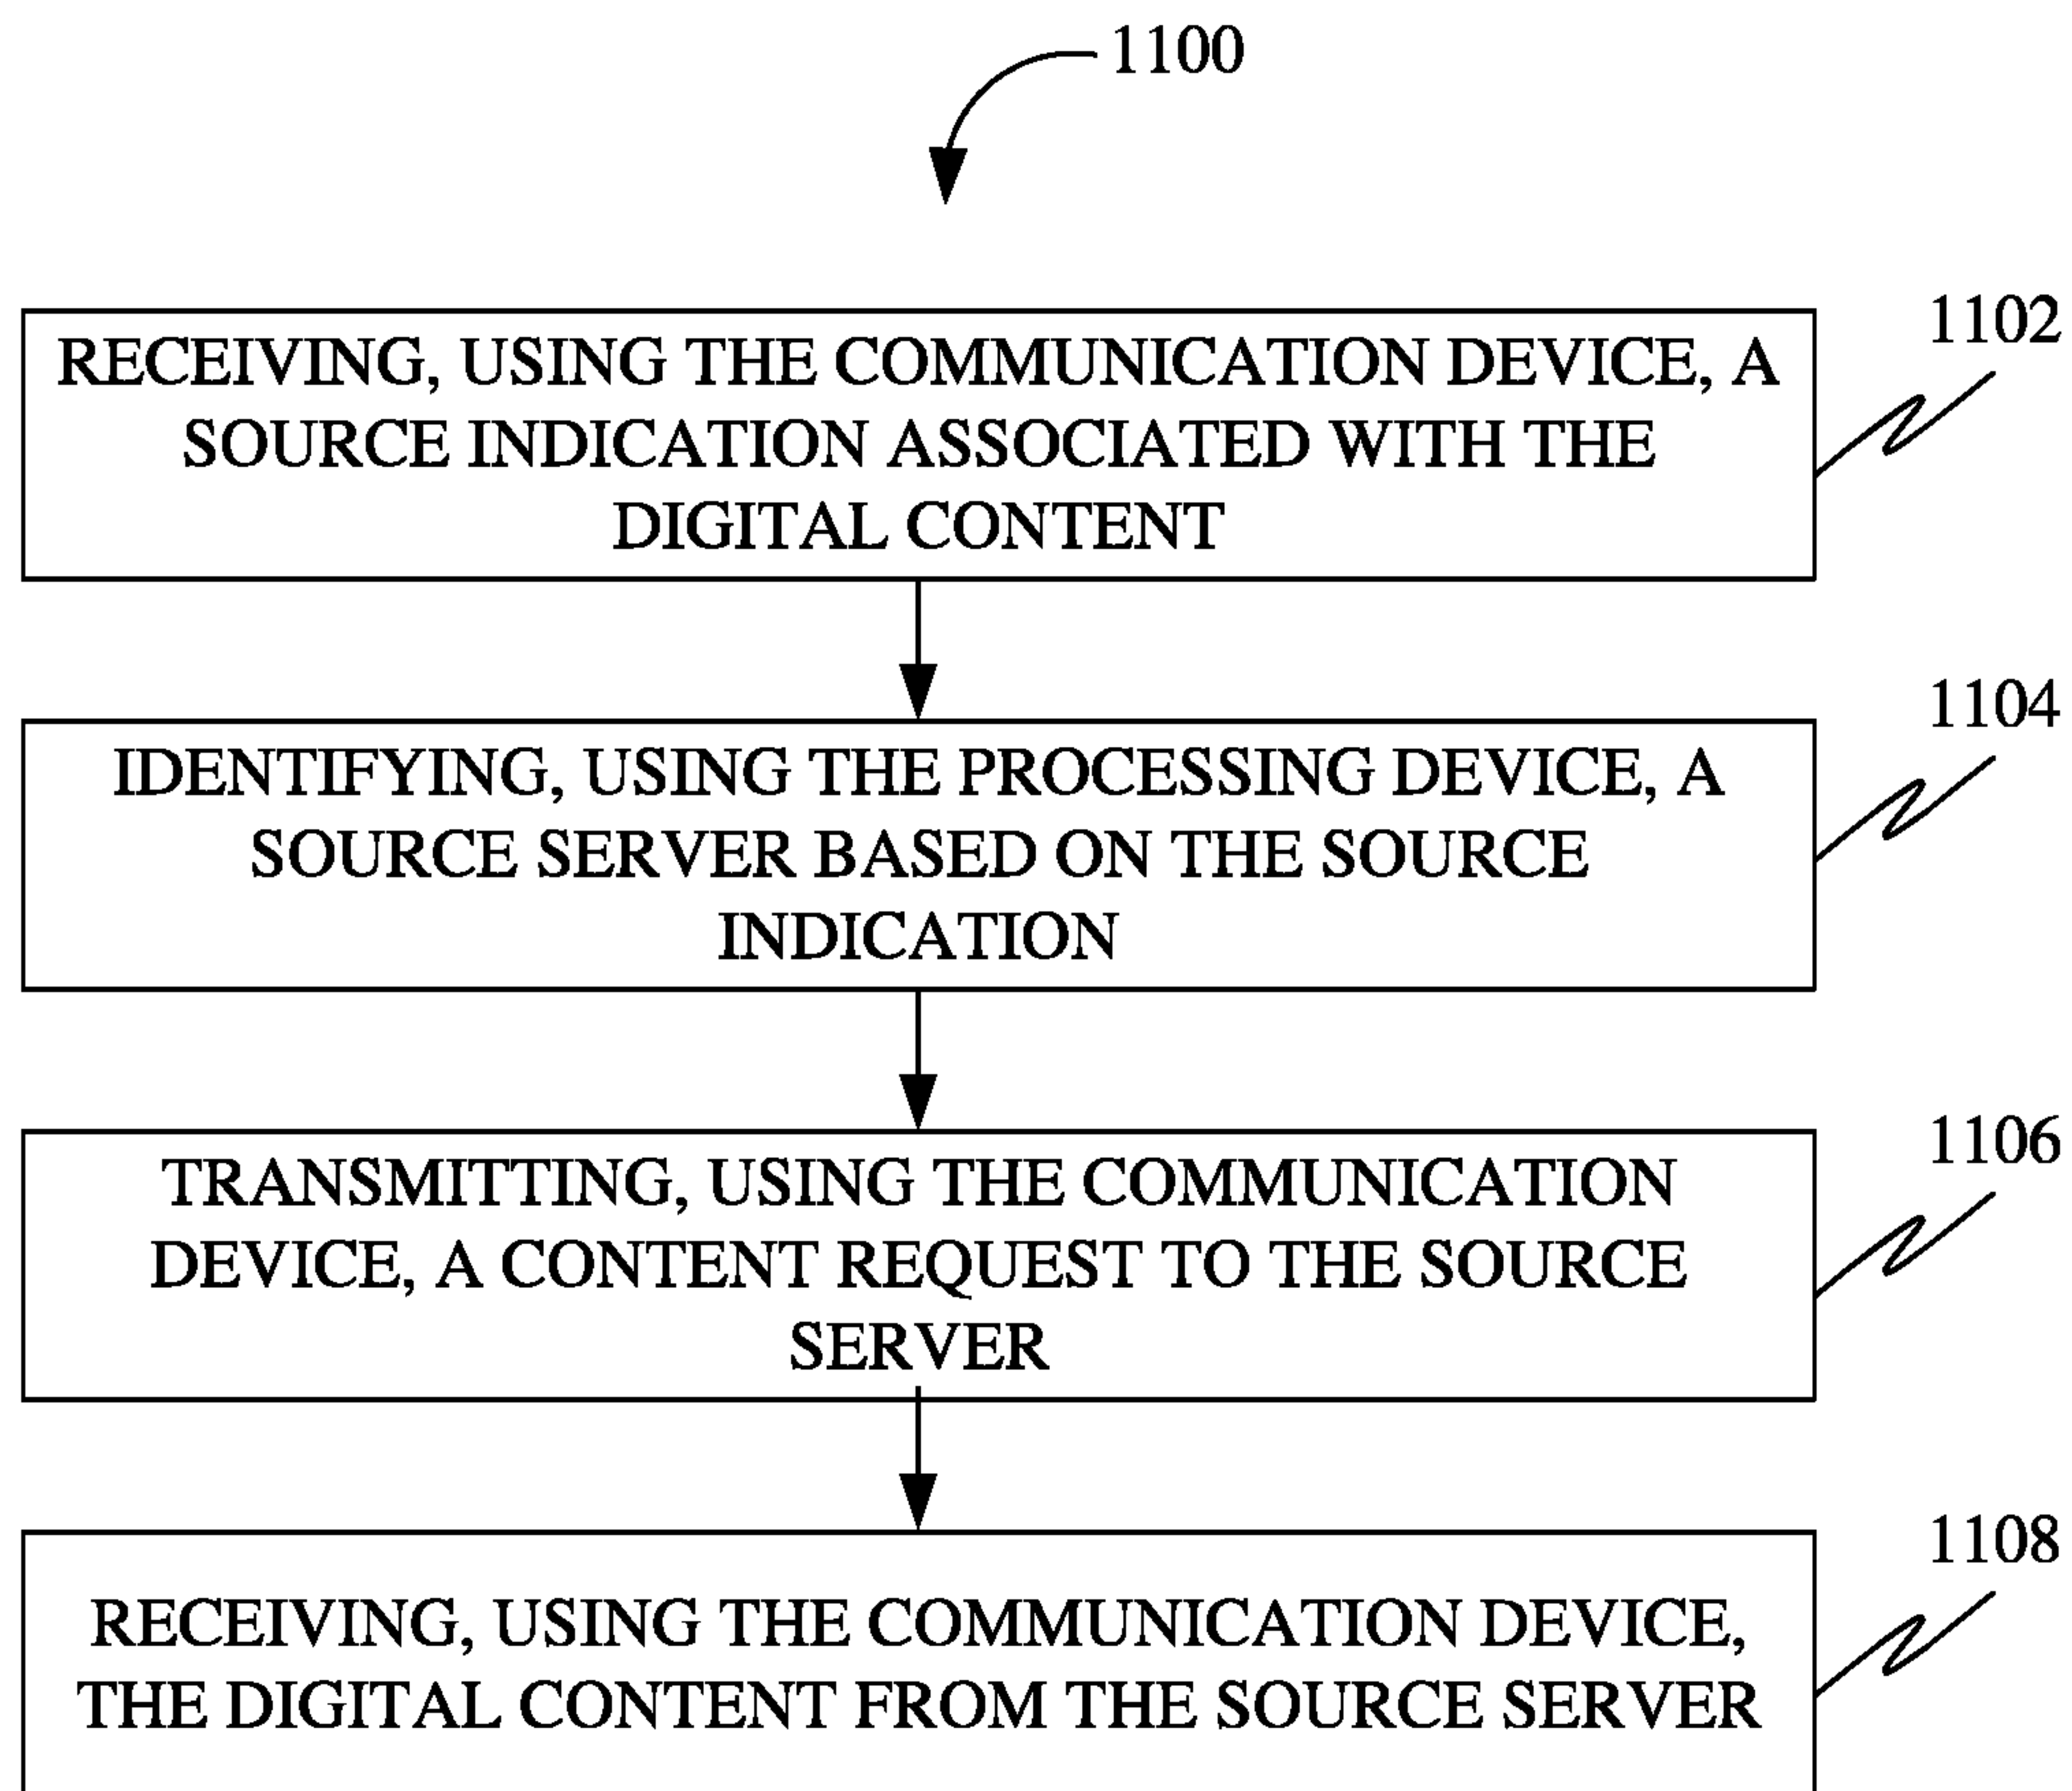 1100
1102
RECEIVING, USING THE COMMUNICATION DEVICE, A
SOURCE INDICATION ASSOCIATED WITH THE
DIGITAL CONTENT
1104
IDENTIFYING, USING THE PROCESSING DEVICE, A
SOURCE SERVER BASED ON THE SOURCE
INDICATION
1106
TRANSMITTING, USING THE COMMUNICATION
DEVICE, A CONTENT REQUEST TO THE SOURCE
SERVER
1108
RECEIVING, USING THE COMMUNICATION DEVICE,
THE DIGITAL CONTENT FROM THE SOURCE SERVER